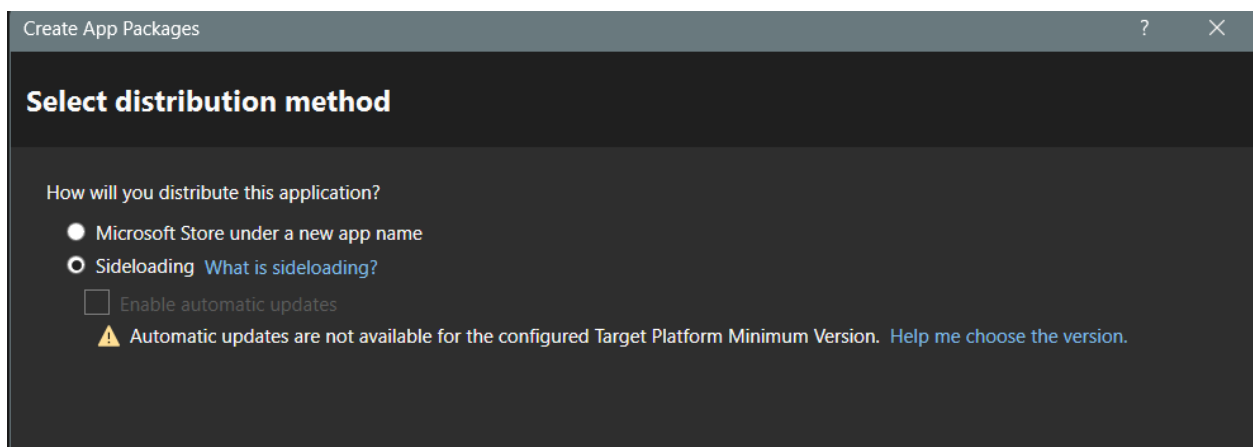 Create App Packages ?
Select distribution method
How will you distribute this application?
Microsoft Store under a new app name
Sideloading What is sideloading?
Enable automatic updates
Automatic updates are not available for the configured Target Platform Minimum Version. Help me choose the version.